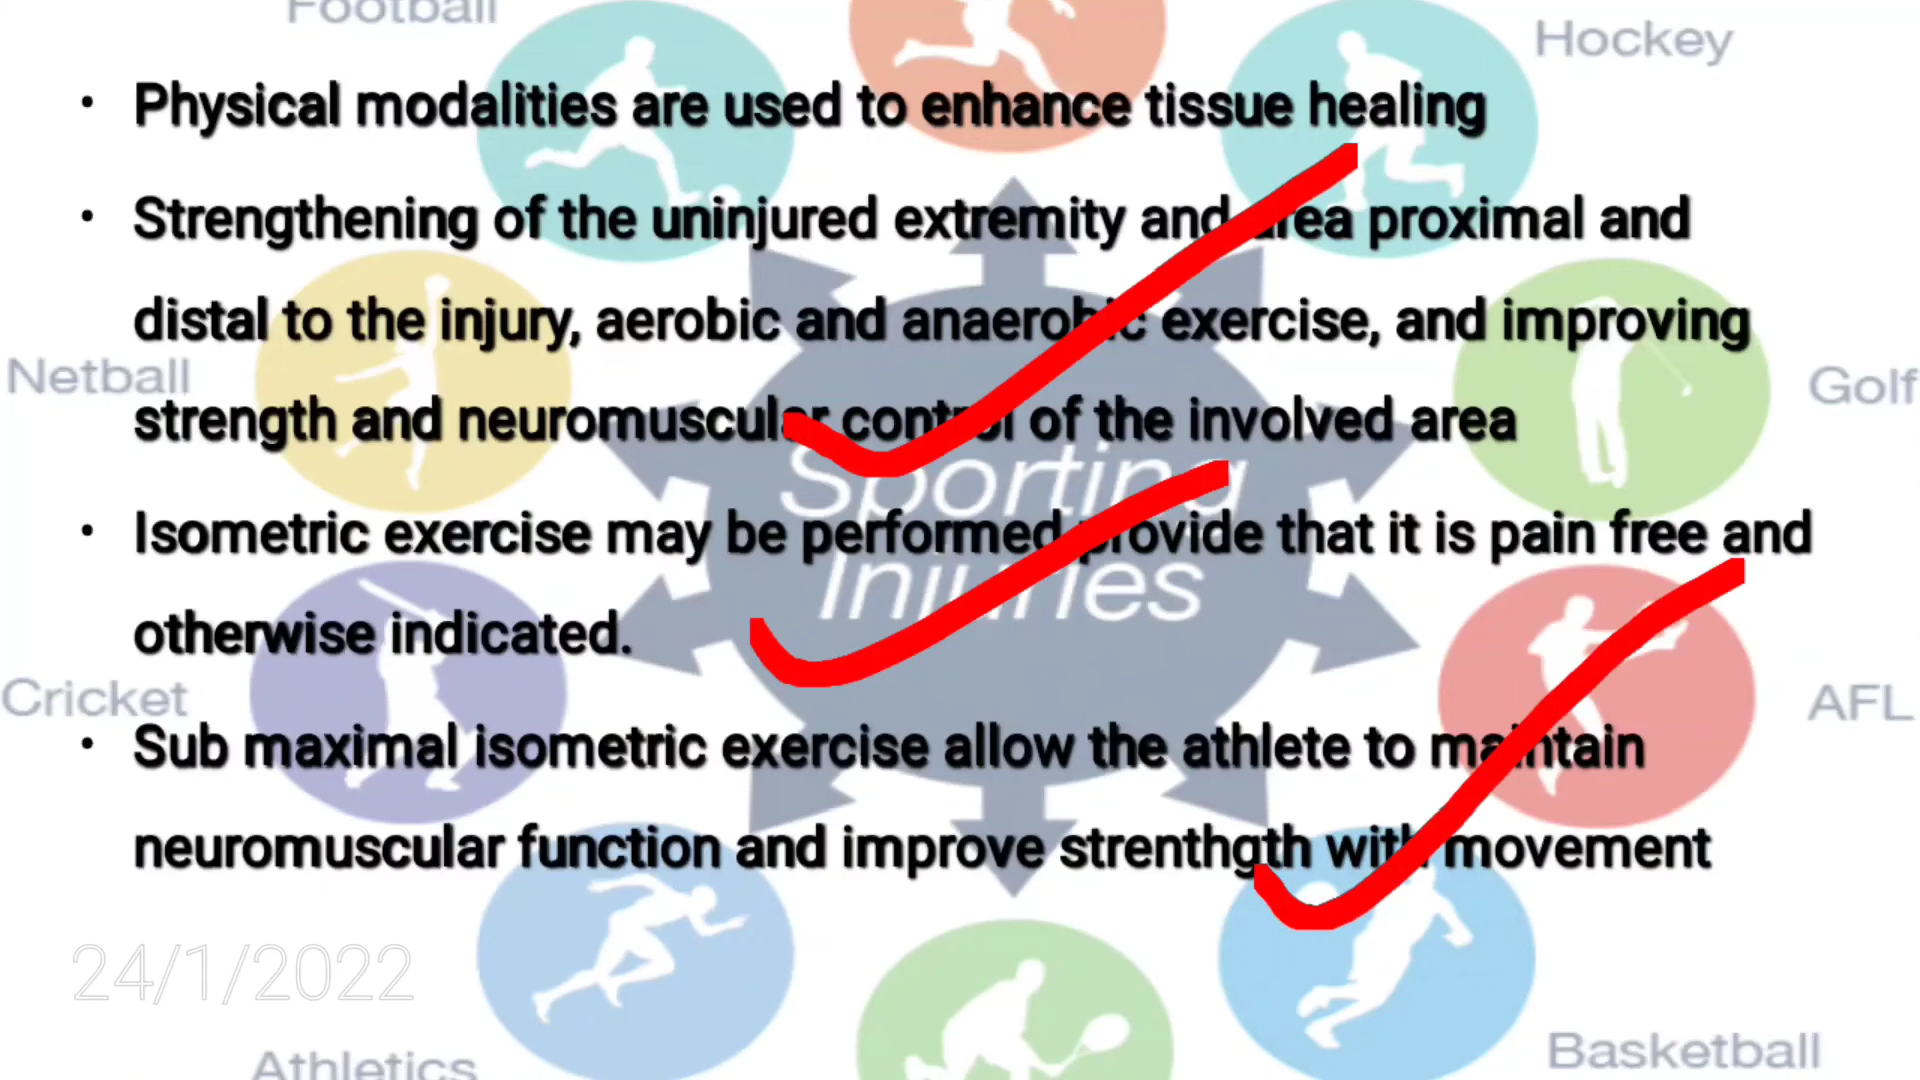 Football
Hockey
• Physical modalities are used to enhance tissue healing
• Strengthening of the uninjured extremity and area proximal and
distal to the injury, aerobic and anaerobic exercise, and improving
strength and neuromuscular control of the involved area
• Isometric exercise may be performed provide that it is pain free and
otherwise indicated.
• Sub maximal isometric exercise allow the athlete to maintain
neuromuscular function and improve strenthgth with movement
Netball
Golf
Sporting
Injuries
Cricket
AFL
24/1/2022
Athletics
Basketball